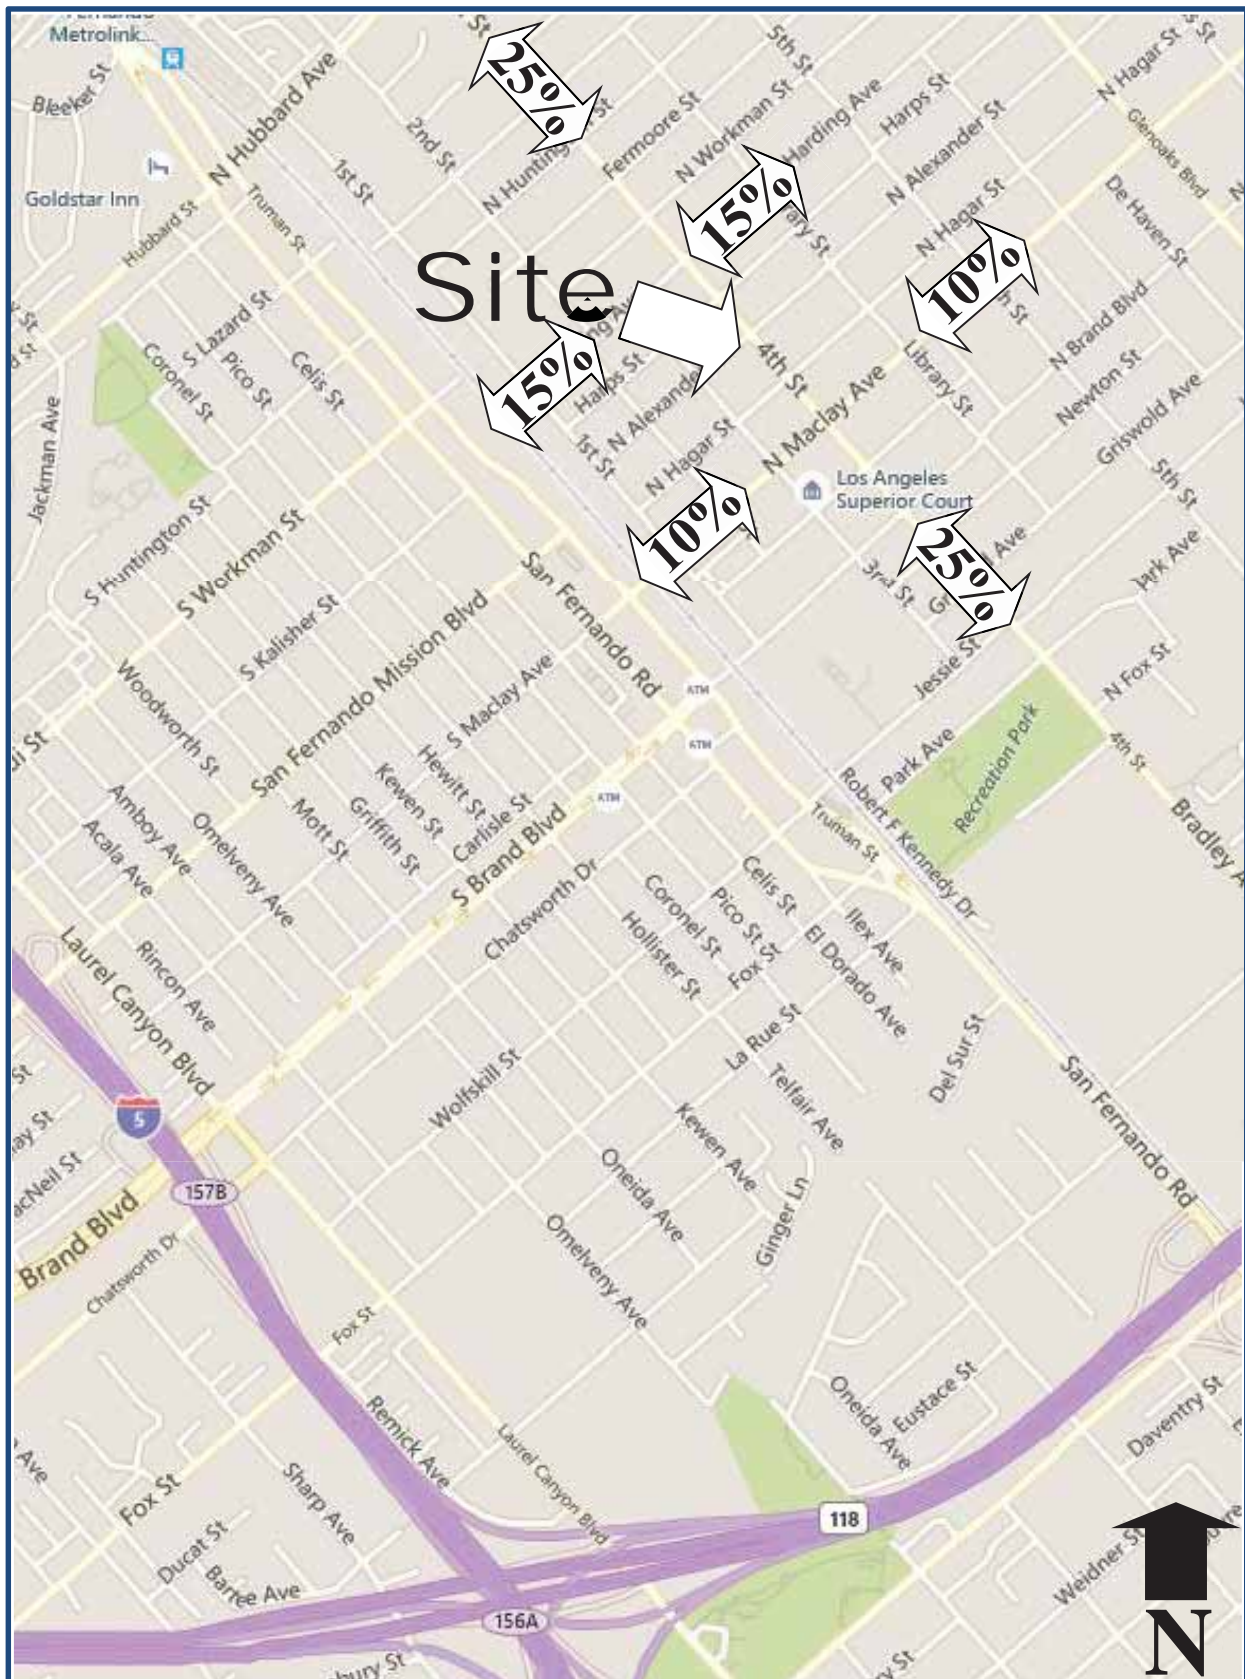 Metrolink...
St
Bleeker St
N Hubbard Ave
25%
5th St
N Hagar St
Glenoaks Blvd
Goldstar Inn
1st St
2nd St
Fermoore St
N Workman St
Harding Ave
Harps St
N Alexander St
Truman St
Hubbard St
15%
N Hagar St
De Haven St
Site
10%
S Lazard St
Pico St
Coronel St
Celis St
15%
4th St
N Maclay Ave
Library St
N Brand Blvd
Newton St
Griswold Ave
Jackman Ave
1st St
N Hagar St
Los Angeles
Superior Court
5th St
10%
25%
3rd St
Park Ave
S Huntington St
S Workman St
San Fernando Rd
S Kalisher St
San Fernando Mission Blvd
S Maclay Ave
Jessie St
N Fox St
ATM
ATM
ATM
Woodworth St
Hewitt St
Kewen St
Griffith St
Mott St
Carlisle St
S Brand Blvd
Park Ave
Recreation Park
4th St
Bradley A
Robert F Kennedy Dr
Truman St
Amboy Ave
Acala Ave
Omelveny Ave
Chatsworth Dr
Celis St
Pico St
Coronel St
Hollister St
Fox St
Ilex Ave
El Dorado Ave
Laurel Canyon Blvd
Rincon Ave
La Rue St
Telfair Ave
Del Sur St
San Fernando Rd
Wolfskill St
Kewen Ave
5
157B
Oneida Ave
Ginger Ln
Omelveny Ave
Brand Blvd
Chatsworth Dr
Fox St
Remick Ave
Laurel Canyon Blvd
Oneida Ave
Eustace St
Daventry St
Fox St
Sharp Ave
118
Ducat St
Barree Ave
Weidner St
156A
N